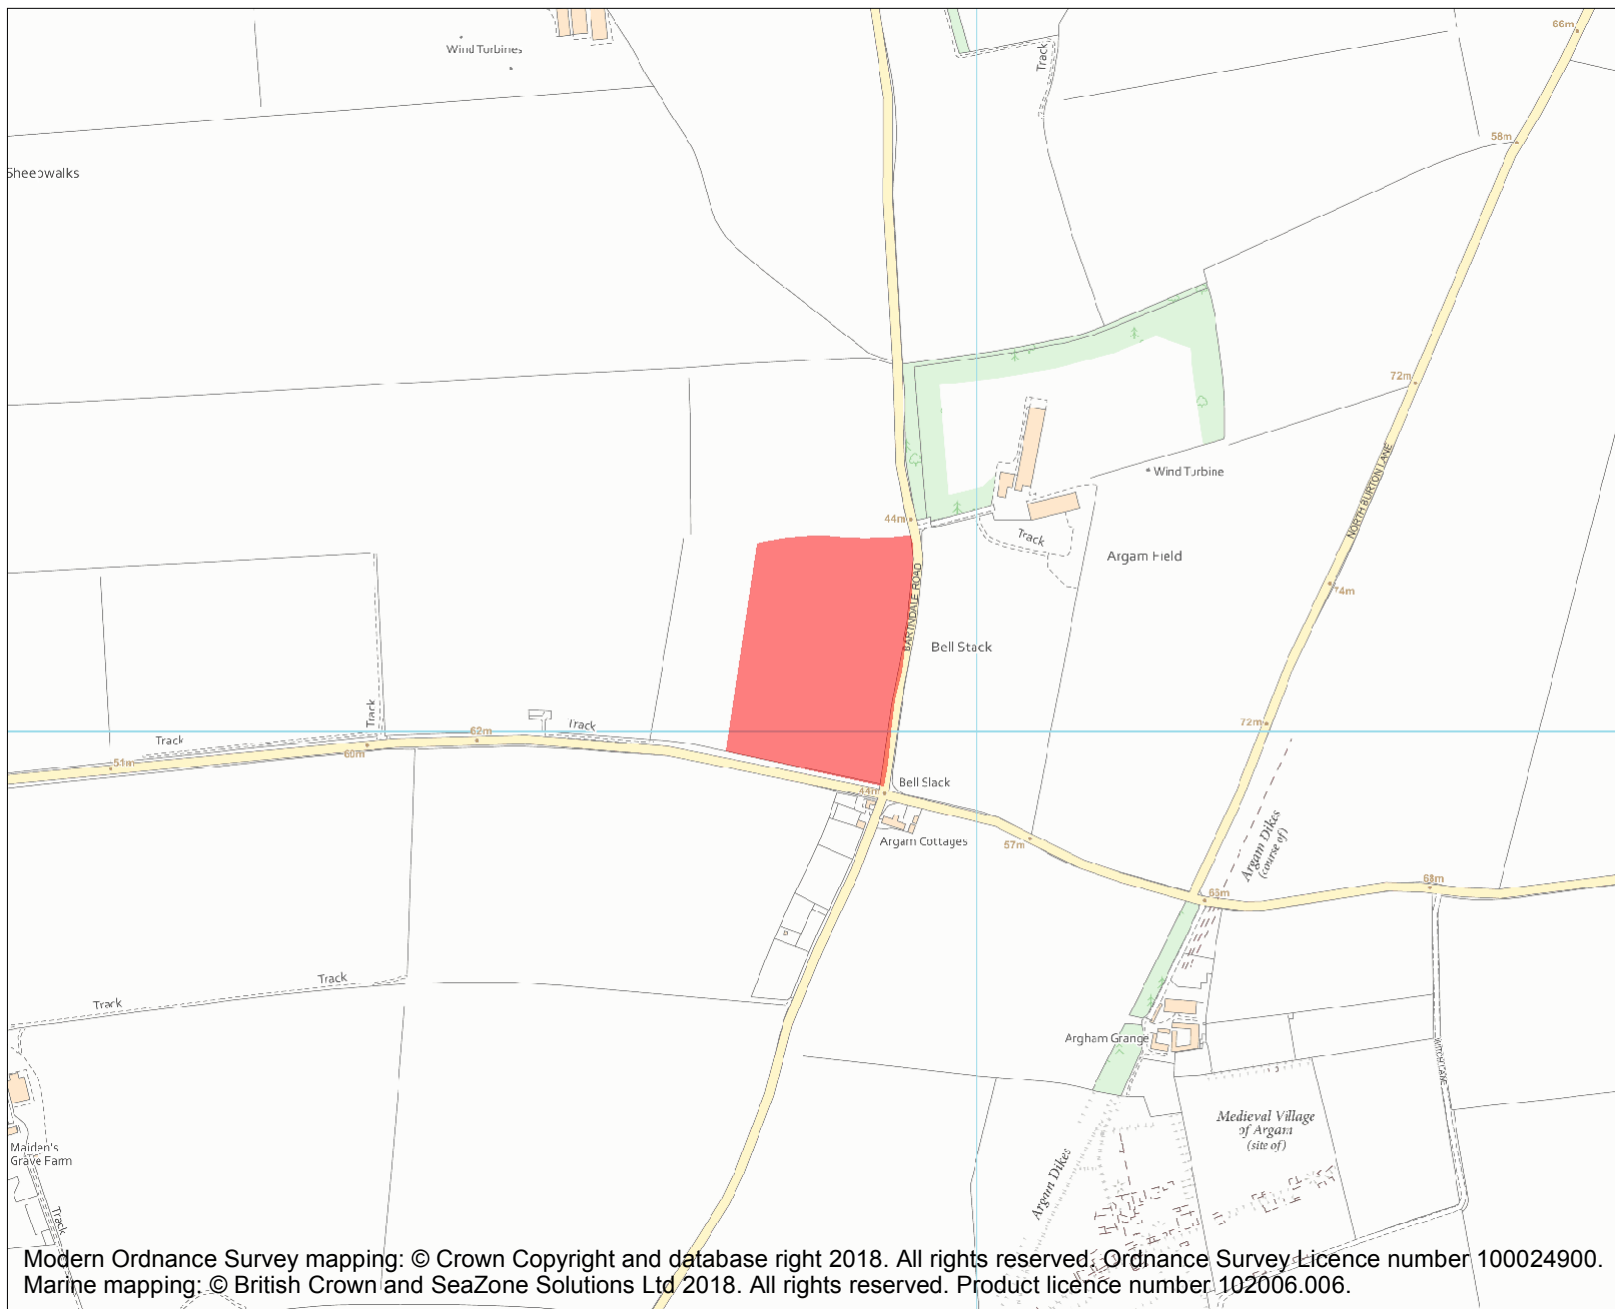 66m
Wind Turbines
Track
58m
Sheepwalks
72m
Wind Turbine
NORTH BURTON LANE
44m
Track
Argam Field
BARTINDALE ROAD
74m
Bell Stack
Track
Track
72m
Track
62m
60m
51m
Bell Slack
44m
Argam Cottages
57m
Argam Dikes
(course of)
68m
66m
Track
Track
Argham Grange
Medieval Village
of Argam
(site of)
Maiden's
Grave Farm
Argam Dikes
Track
Modern Ordnance Survey mapping: © Crown Copyright and database right 2018. All rights reserved. Ordnance Survey Licence number 100024900.
Marine mapping: © British Crown and SeaZone Solutions Ltd 2018. All rights reserved. Product licence number 102006.006.